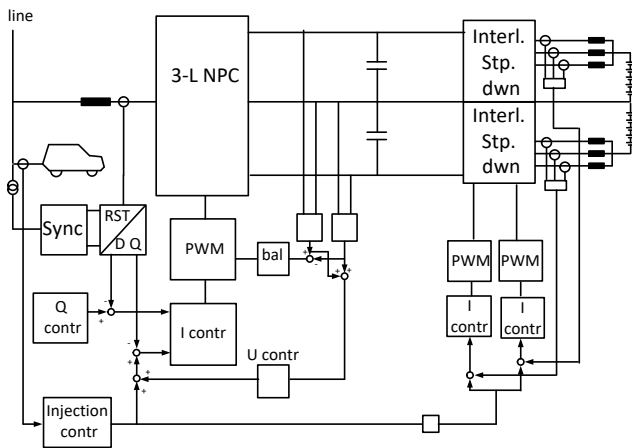 line
3-L NPC
Interl.
Stp.
dwn
Interl.
Stp.
dwn
Sync
RST
D Q
PWM
bal
PWM
PWM
Q
contr
I contr
I
contr
I
contr
U contr
Injection
contr
+
-
+
+
-
+
-
+
+
+
+